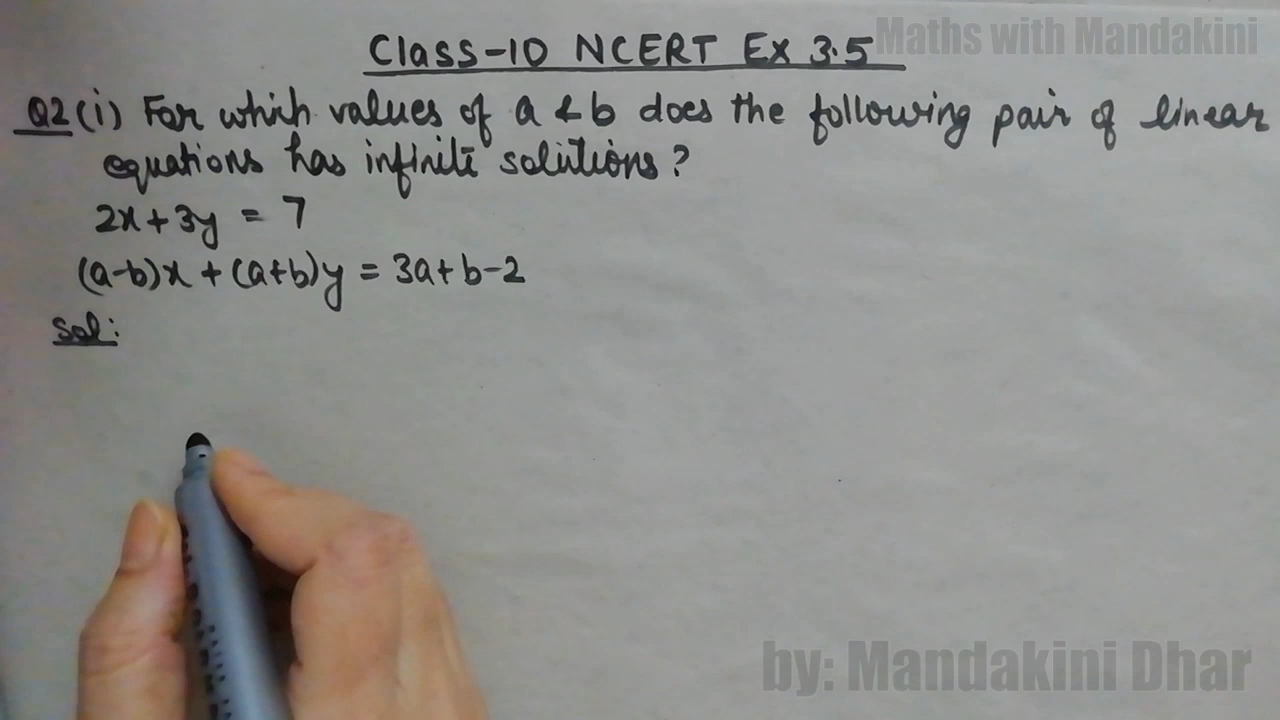 Maths with Mandakini
Class-10 NCERT Ex 3.5
Q2 (i) For which values of a & b does the following pair of linear
equations has infinite solutions?
2x+3y = 7
(a-b)x + (a+b)y = 3a+b-2
Sol:
by: Mandakini Dhar